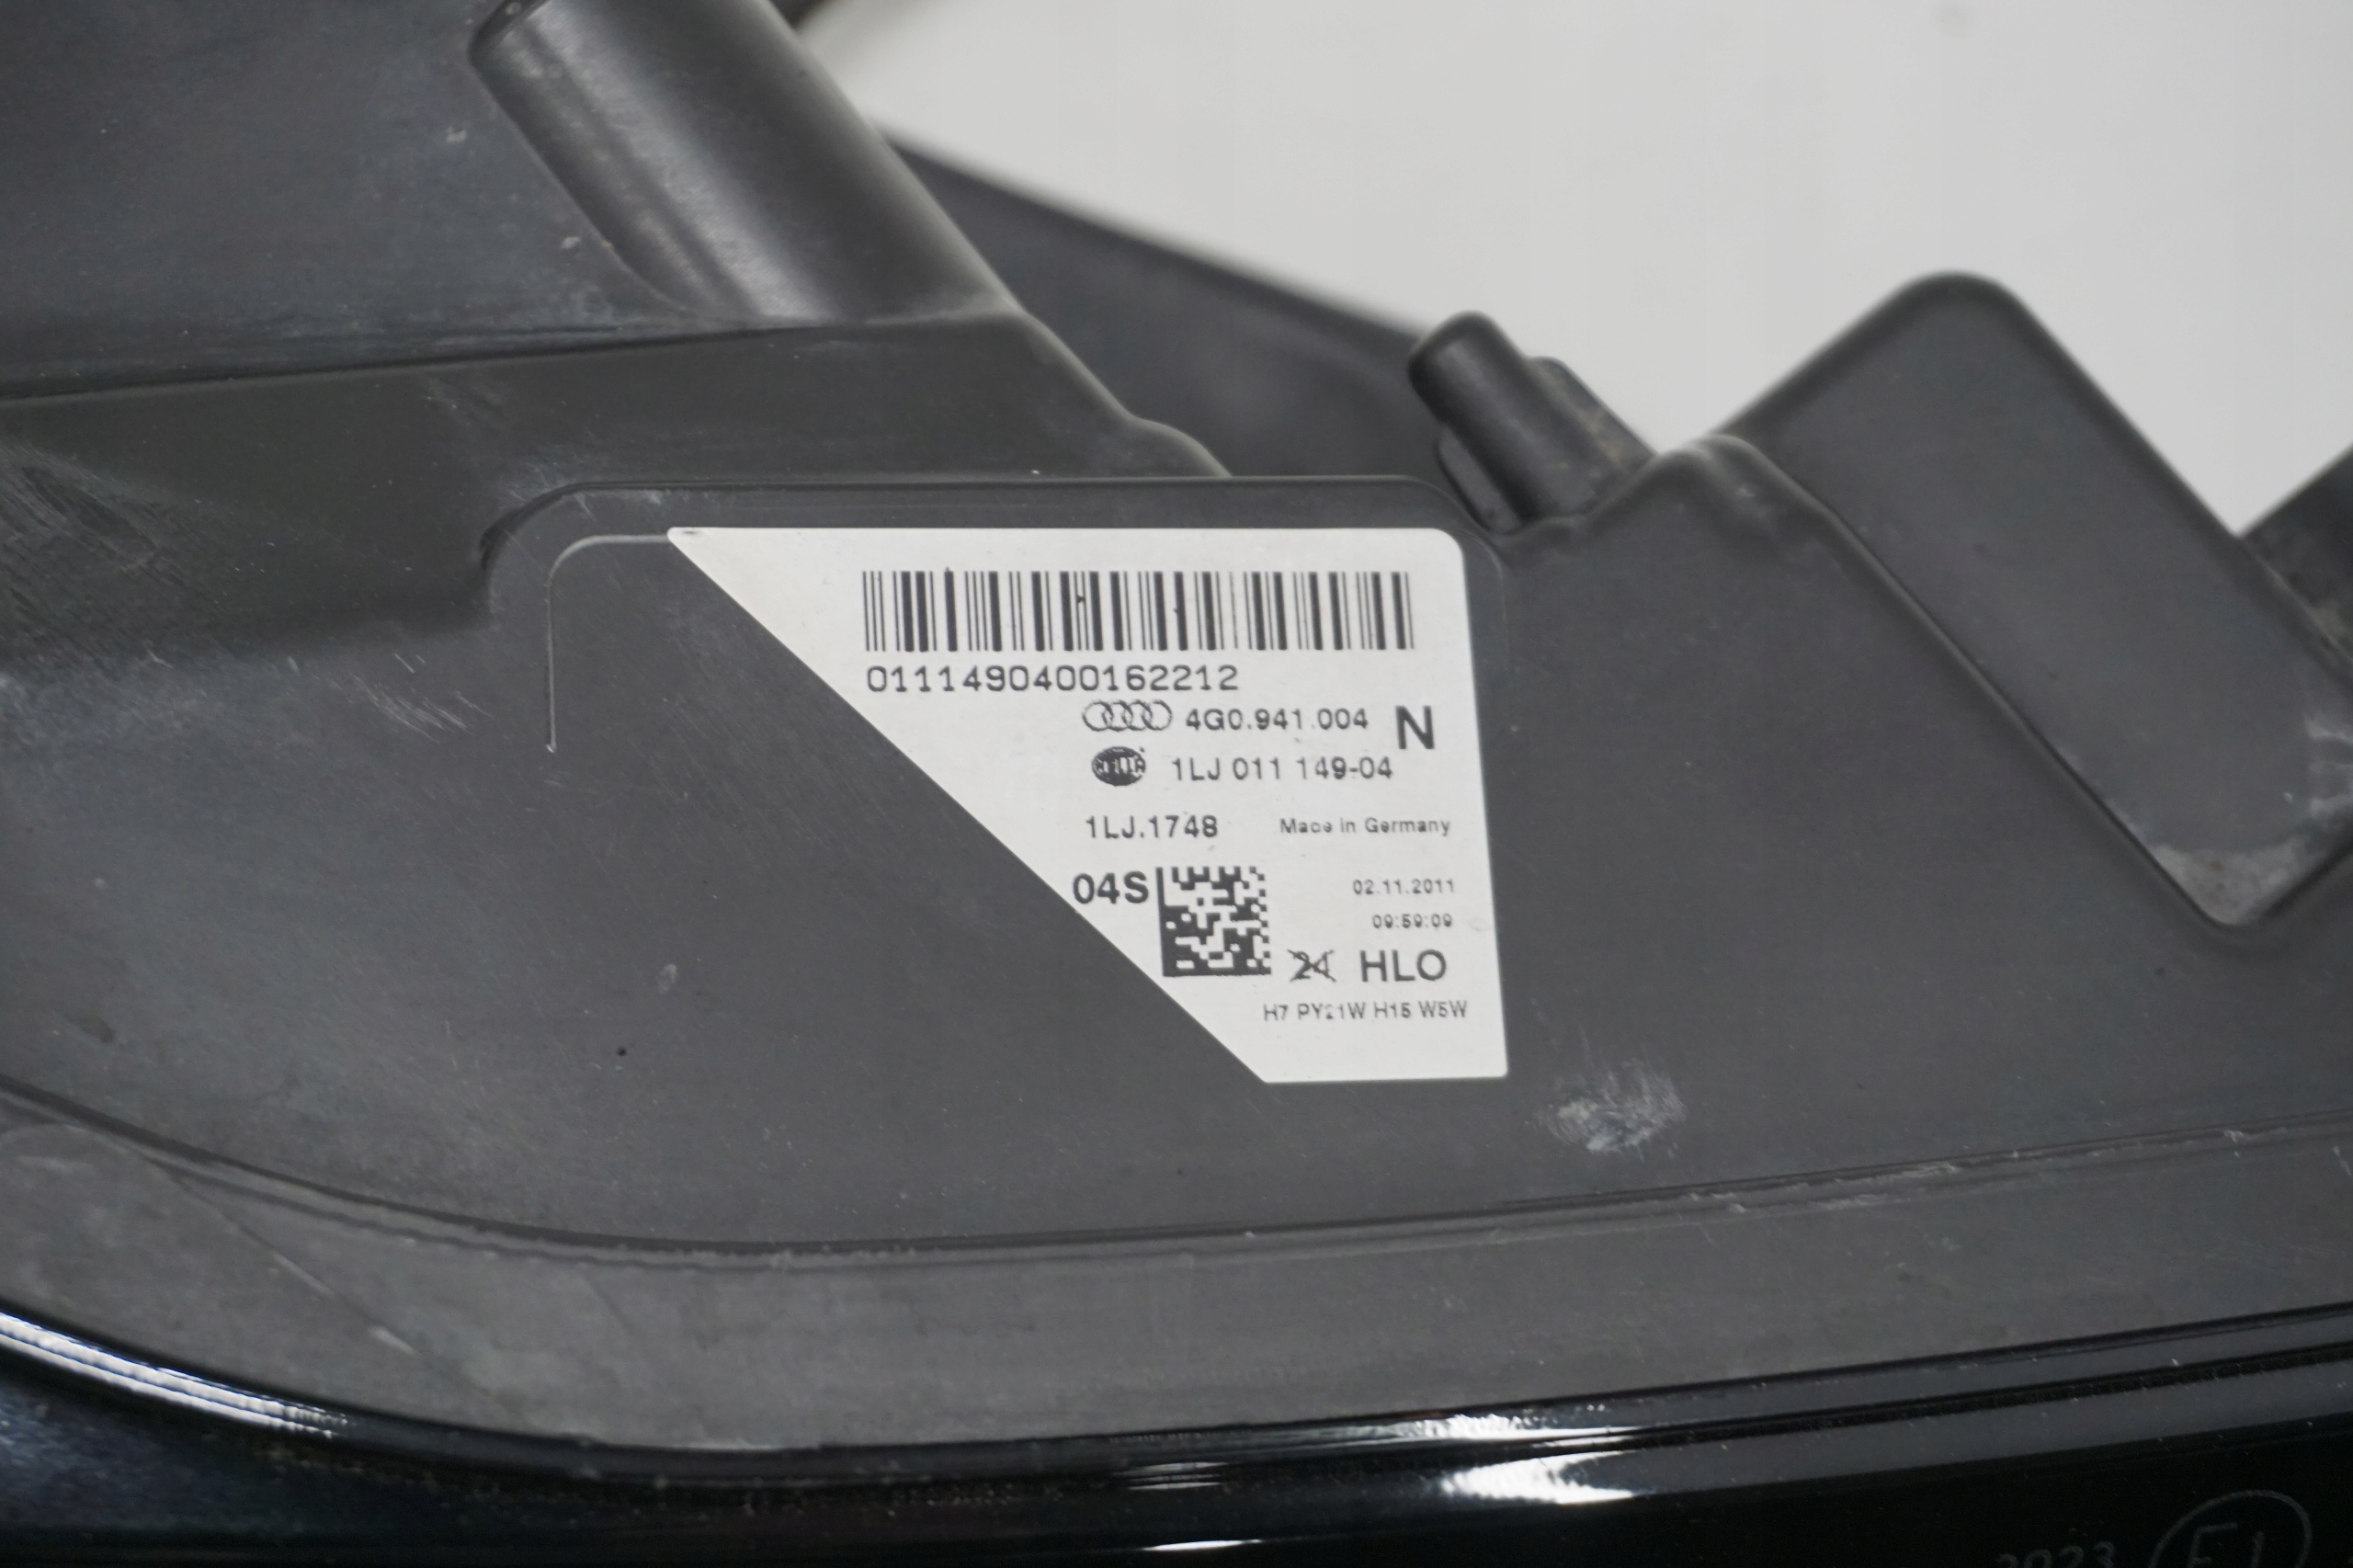 0111490400162212
4G0.941.004 N
HELLA 1LJ 011 149-04
1LJ.1748 Made in Germany
04S 02.11.2011
09:59:09
24 HLO
H7 PY21W H15 W5W